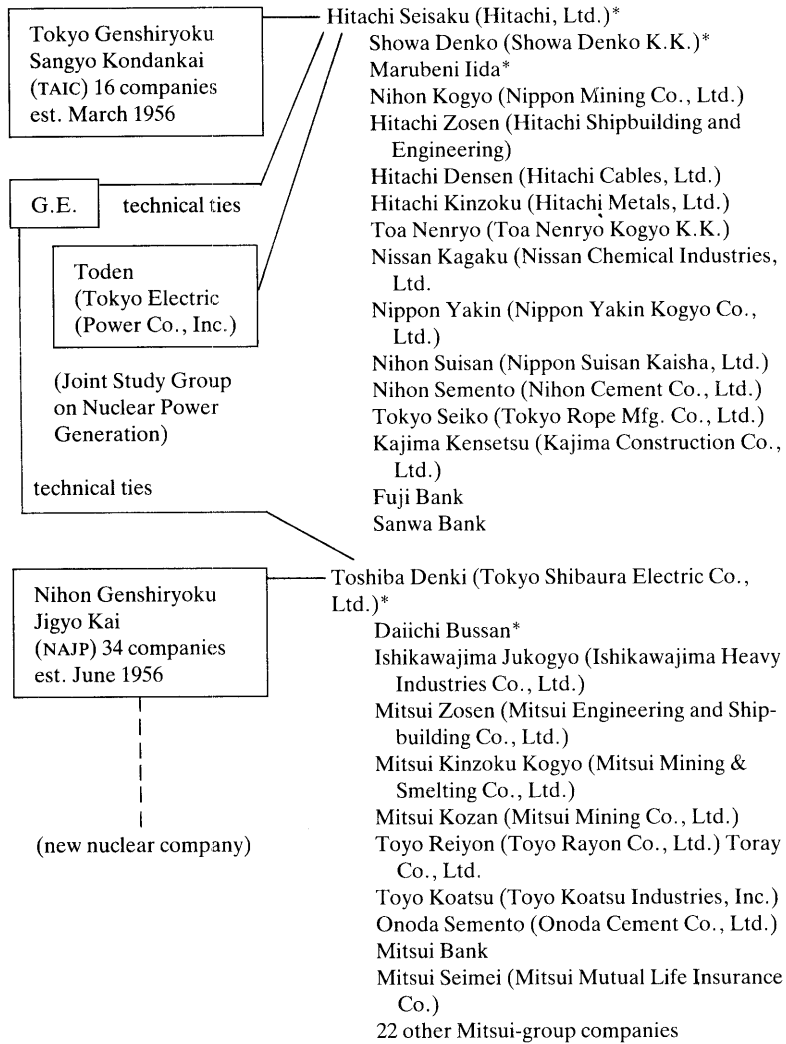 Tokyo Genshiryoku
Sangyo Kondankai
(TAIC) 16 companies
est. March 1956
G.E.
technical ties
Toden
(Tokyo Electric
(Power Co., Inc.)
(Joint Study Group
on Nuclear Power
Generation)
technical ties
Hitachi Seisaku (Hitachi, Ltd.)*
Showa Denko (Showa Denko K.K.)*
Marubeni Iida*
Nihon Kogyo (Nippon Mining Co., Ltd.)
Hitachi Zosen (Hitachi Shipbuilding and
Engineering)
Hitachi Densen (Hitachi Cables, Ltd.)
Hitachi Kinzoku (Hitachi Metals, Ltd.)
Toa Nenryo (Toa Nenryo Kogyo K.K.)
Nissan Kagaku (Nissan Chemical Industries,
Ltd.
Nippon Yakin (Nippon Yakin Kogyo Co.,
Ltd.)
Nihon Suisan (Nippon Suisan Kaisha, Ltd.)
Nihon Semento (Nihon Cement Co., Ltd.)
Tokyo Seiko (Tokyo Rope Mfg. Co., Ltd.)
Kajima Kensetsu (Kajima Construction Co.,
Ltd.)
Fuji Bank
Sanwa Bank
Nihon Genshiryoku
Jigyo Kai
(NAJP) 34 companies
est. June 1956
(new nuclear company)
Toshiba Denki (Tokyo Shibaura Electric Co.,
Ltd.)*
Daiichi Bussan*
Ishikawajima Jukogyo (Ishikawajima Heavy
Industries Co., Ltd.)
Mitsui Zosen (Mitsui Engineering and Ship-
building Co., Ltd.)
Mitsui Kinzoku Kogyo (Mitsui Mining &
Smelting Co., Ltd.)
Mitsui Kozan (Mitsui Mining Co., Ltd.)
Toyo Reiyon (Toyo Rayon Co., Ltd.) Toray
Co., Ltd.
Toyo Koatsu (Toyo Koatsu Industries, Inc.)
Onoda Semento (Onoda Cement Co., Ltd.)
Mitsui Bank
Mitsui Seimei (Mitsui Mutual Life Insurance
Co.)
22 other Mitsui-group companies